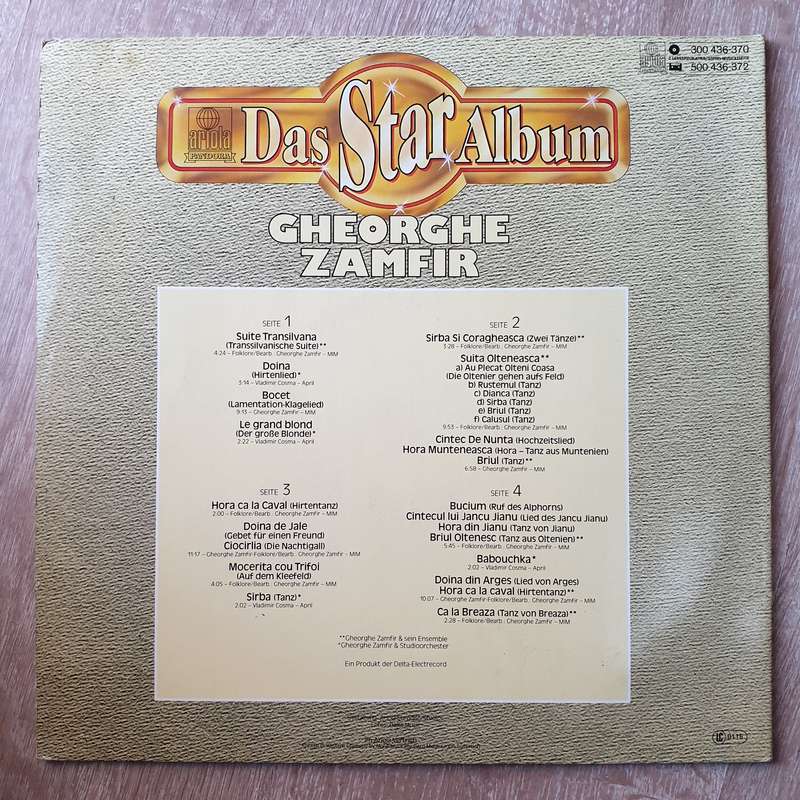 300 436-370
500 436-372
ariola
PANDORA
Das Star Album
GHEORGHE
ZAMFIR
SEITE 1
Suite Transilvana
(Transsilvanische Suite)**
4:24 – Folklore/Bearb.: Gheorghe Zamfir – MIM
Doina
(Hirtenlied)*
3:14 – Vladimir Cosma – April
Bocet
(Lamentation-Klagelied)
9:13 – Gheorghe Zamfir – MIM
Le grand blond
(Der große Blonde)*
2:22 – Vladimir Cosma – April
SEITE 2
Sirba Si Coragheasca (Zwei Tänze)**
3:28 – Folklore/Bearb.: Gheorghe Zamfir – MIM
Suita Olteneasca**
a) Au Plecat Olteni Coasa
(Die Oltenier gehen aufs Feld)
b) Rustemul (Tanz)
c) Dianca (Tanz)
d) Sirba (Tanz)
e) Briul (Tanz)
f) Calusul (Tanz)
9:53 – Folklore/Bearb.: Gheorghe Zamfir – MIM
Cintec De Nunta (Hochzeitslied)
Hora Munteneasca (Hora – Tanz aus Muntenien)
Briul (Tanz)**
6:58 – Gheorghe Zamfir – MIM
SEITE 3
Hora ca la Caval (Hirtentanz)
2:00 – Folklore/Bearb.: Gheorghe Zamfir – MIM
Doina de Jale
(Gebet für einen Freund)
Ciocirlia (Die Nachtigall)
11:17 – Gheorghe Zamfir-Folklore/Bearb.: Gheorghe Zamfir – MIM
Mocerita cou Trifoi
(Auf dem Kleefeld)
4:05 – Folklore/Bearb.: Gheorghe Zamfir – MIM
Sirba (Tanz)*
2:02 – Vladimir Cosma – April
SEITE 4
Bucium (Ruf des Alphorns)
Cintecul lui Jancu Jianu (Lied des Jancu Jianu)
Hora din Jianu (Tanz von Jianu)
Briul Oltenesc (Tanz aus Oltenien)**
5:45 – Folklore/Bearb.: Gheorghe Zamfir – MIM
Babouchka*
2:02 – Vladimir Cosma – April
Doina din Arges (Lied von Arges)
Hora ca la caval (Hirtentanz)**
10:07 – Gheorghe Zamfir-Folklore/Bearb.: Gheorghe Zamfir – MIM
Ca la Breaza (Tanz von Breaza)**
2:28 – Folklore/Bearb.: Gheorghe Zamfir – MIM
**Gheorghe Zamfir & sein Ensemble
*Gheorghe Zamfir & Studioorchester
Ein Produkt der Delta-Electrecord